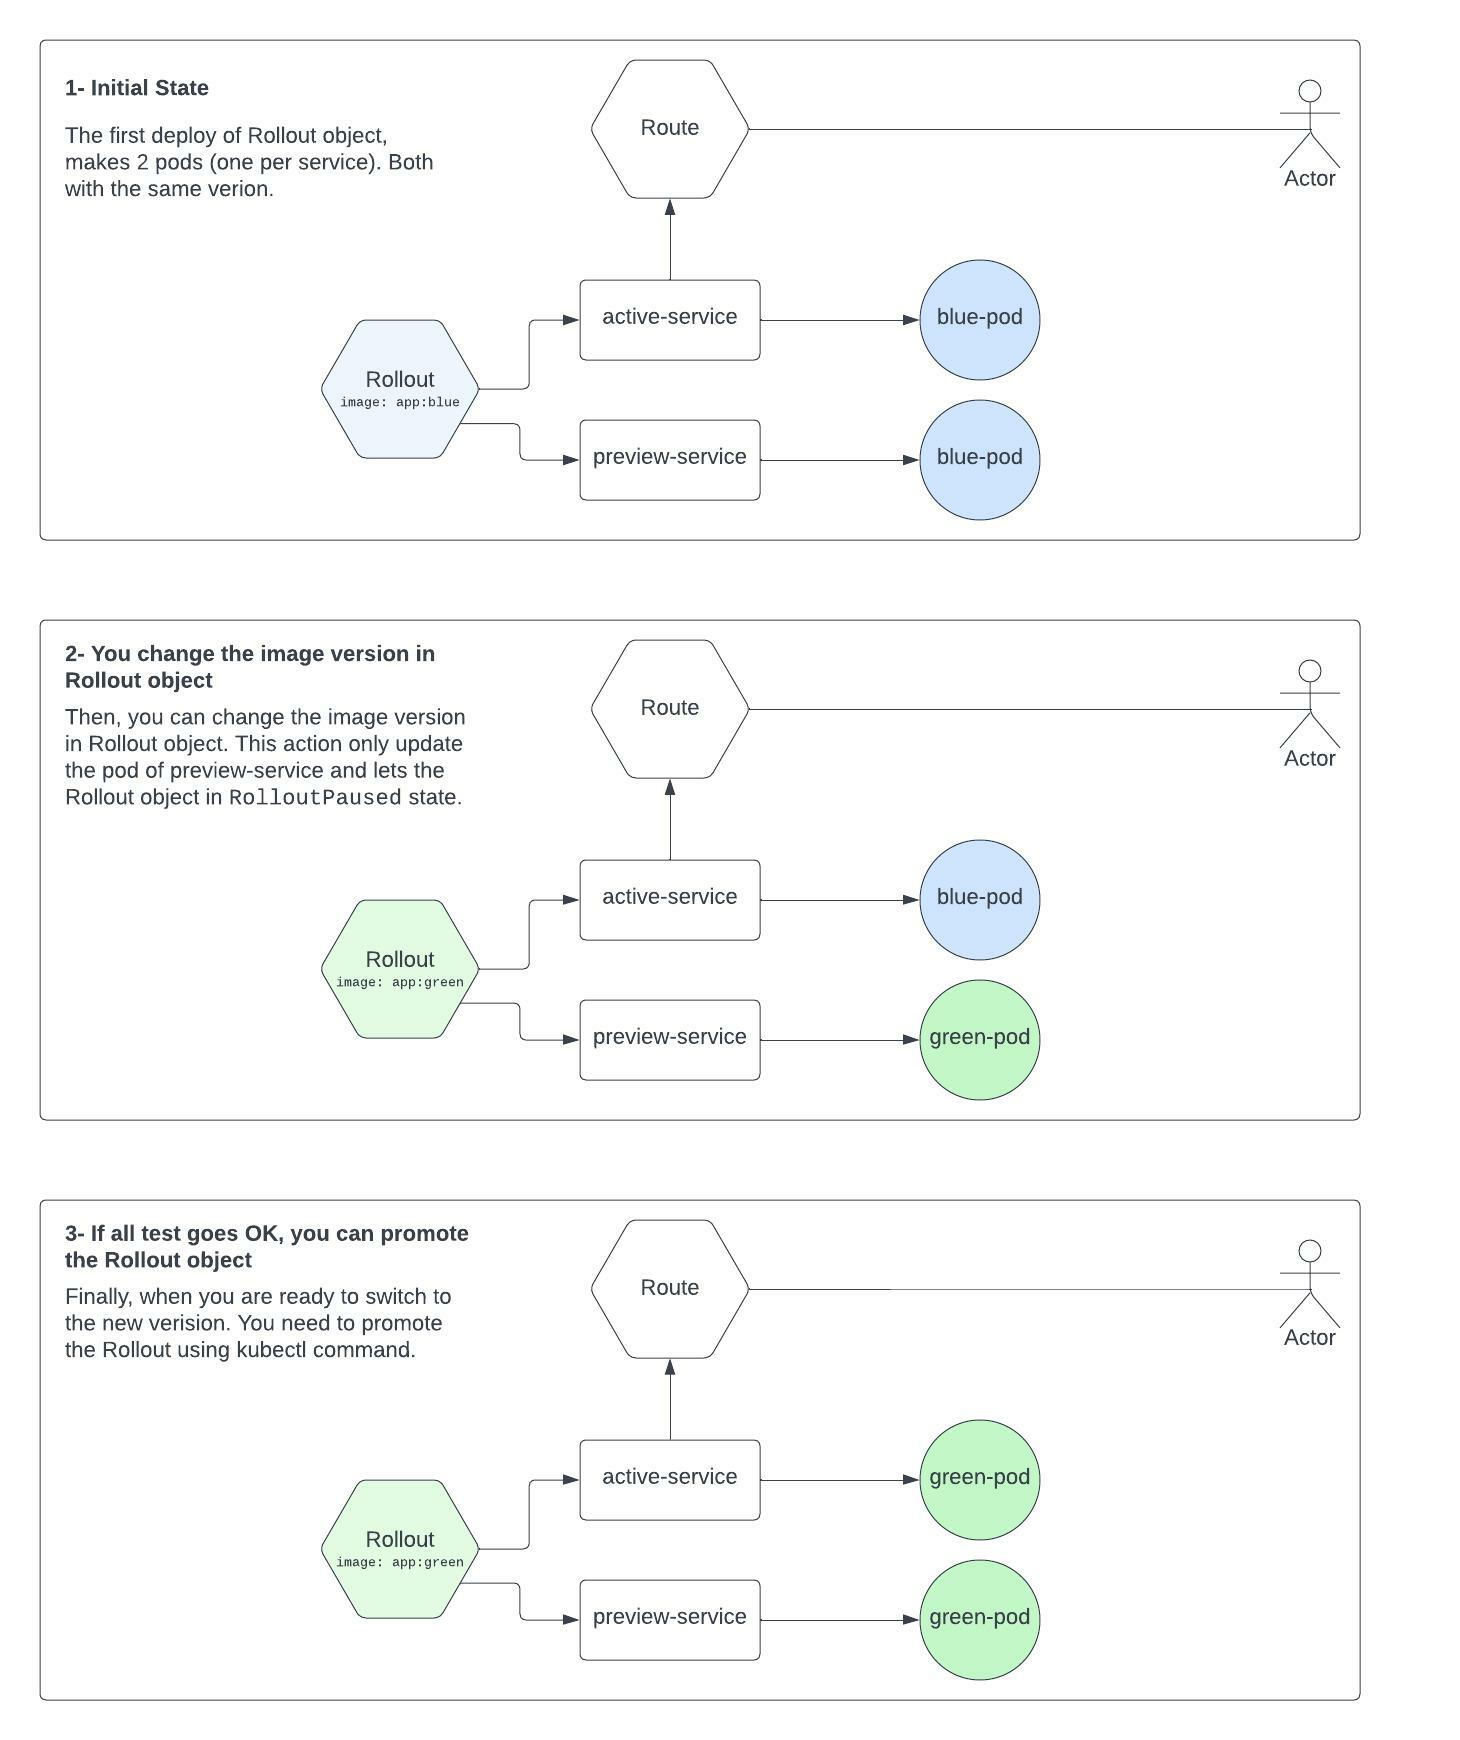 1- Initial State
The first deploy of Rollout object,
makes 2 pods (one per service). Both
with the same verion.
Route
Actor
active-service
blue-pod
Rollout
image: app:blue
preview-service
blue-pod
2- You change the image version in
Rollout object
Then, you can change the image version
in Rollout object. This action only update
the pod of preview-service and lets the
Rollout object in RolloutPaused state.
Route
Actor
active-service
blue-pod
Rollout
image: app:green
preview-service
green-pod
3- If all test goes OK, you can promote
the Rollout object
Finally, when you are ready to switch to
the new verision. You need to promote
the Rollout using kubectl command.
Route
Actor
active-service
green-pod
Rollout
image: app:green
preview-service
green-pod